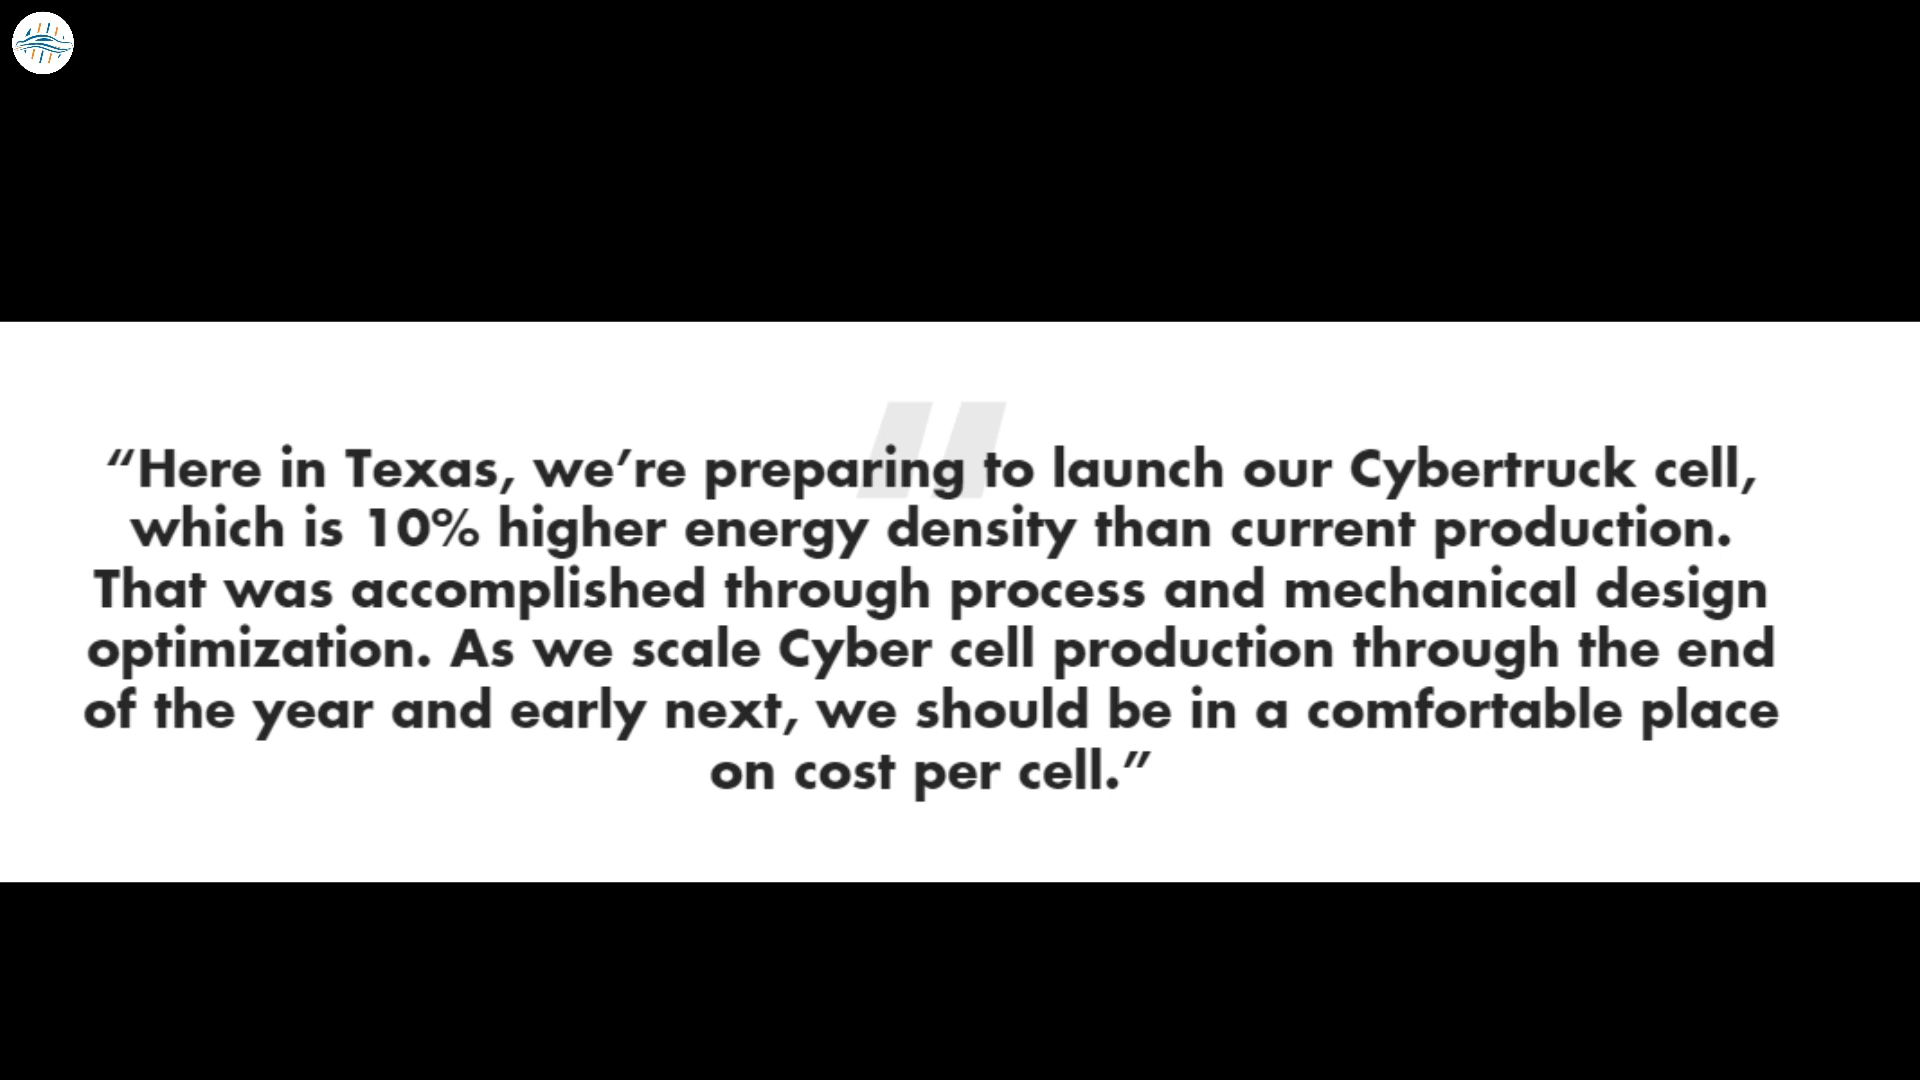 “Here in Texas, we’re preparing to launch our Cybertruck cell,
which is 10% higher energy density than current production.
That was accomplished through process and mechanical design
optimization. As we scale Cyber cell production through the end
of the year and early next, we should be in a comfortable place
on cost per cell.”